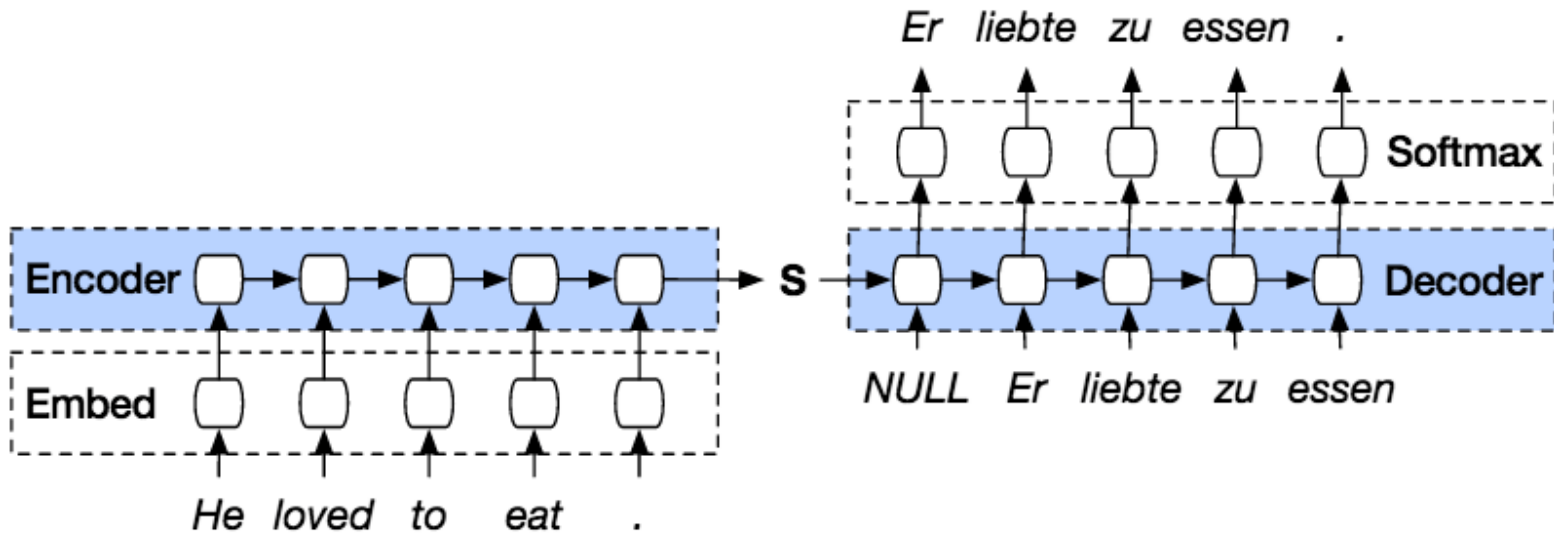 Er liebte zu essen .
Softmax
Encoder S Decoder
Embed
NULL Er liebte zu essen
He loved to eat .